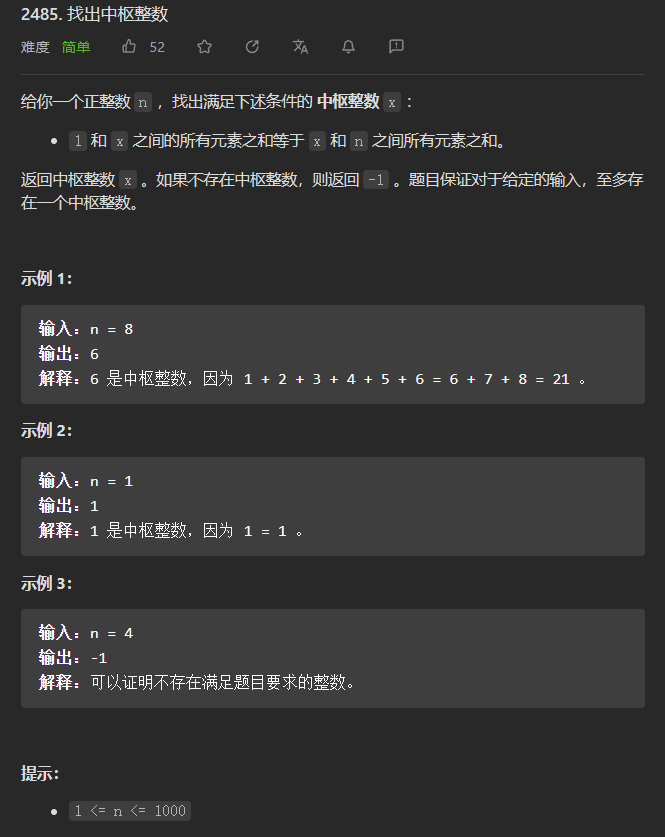 2485. 找出中枢整数
难度 简单 52
给你一个正整数 n ，找出满足下述条件的 中枢整数 x ：
• 1 和 x 之间的所有元素之和等于 x 和 n 之间所有元素之和。
返回中枢整数 x 。如果不存在中枢整数，则返回 -1 。题目保证对于给定的输入，至多存
在一个中枢整数。
示例 1：
输入：n = 8
输出：6
解释：6 是中枢整数，因为 1 + 2 + 3 + 4 + 5 + 6 = 6 + 7 + 8 = 21 。
示例 2：
输入：n = 1
输出：1
解释：1 是中枢整数，因为 1 = 1 。
示例 3：
输入：n = 4
输出：-1
解释：可以证明不存在满足题目要求的整数。
提示：
• 1 <= n <= 1000